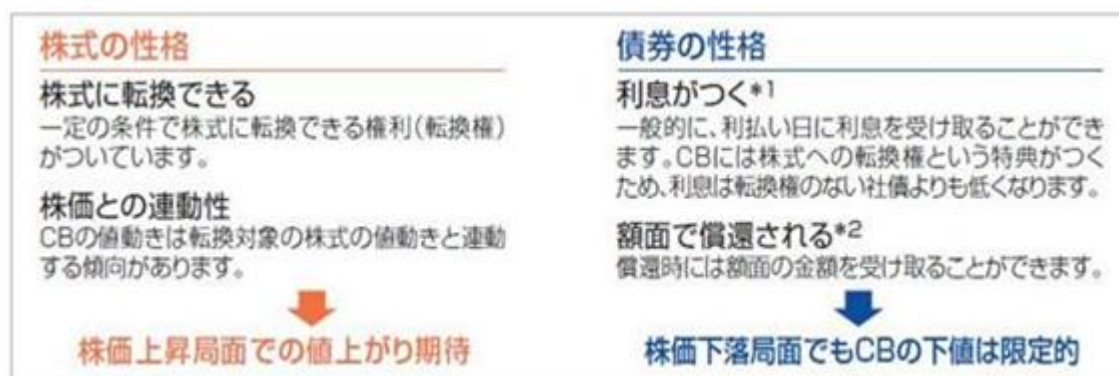 株式の性格
株式に転換できる
一定の条件で株式に転換できる権利(転換権)
がついています。
株価との連動性
CBの値動きは転換対象の株式の値動きと連動
する傾向があります。
株価上昇局面での値上がり期待
債券の性格
利息がつく*1
一般的に、利払い日に利息を受け取ることができ
ます。CBには株式への転換権という特典がつく
ため、利息は転換権のない社債よりも低くなります。
額面で償還される*2
償還時には額面の金額を受け取ることができます。
株価下落局面でもCBの下値は限定的